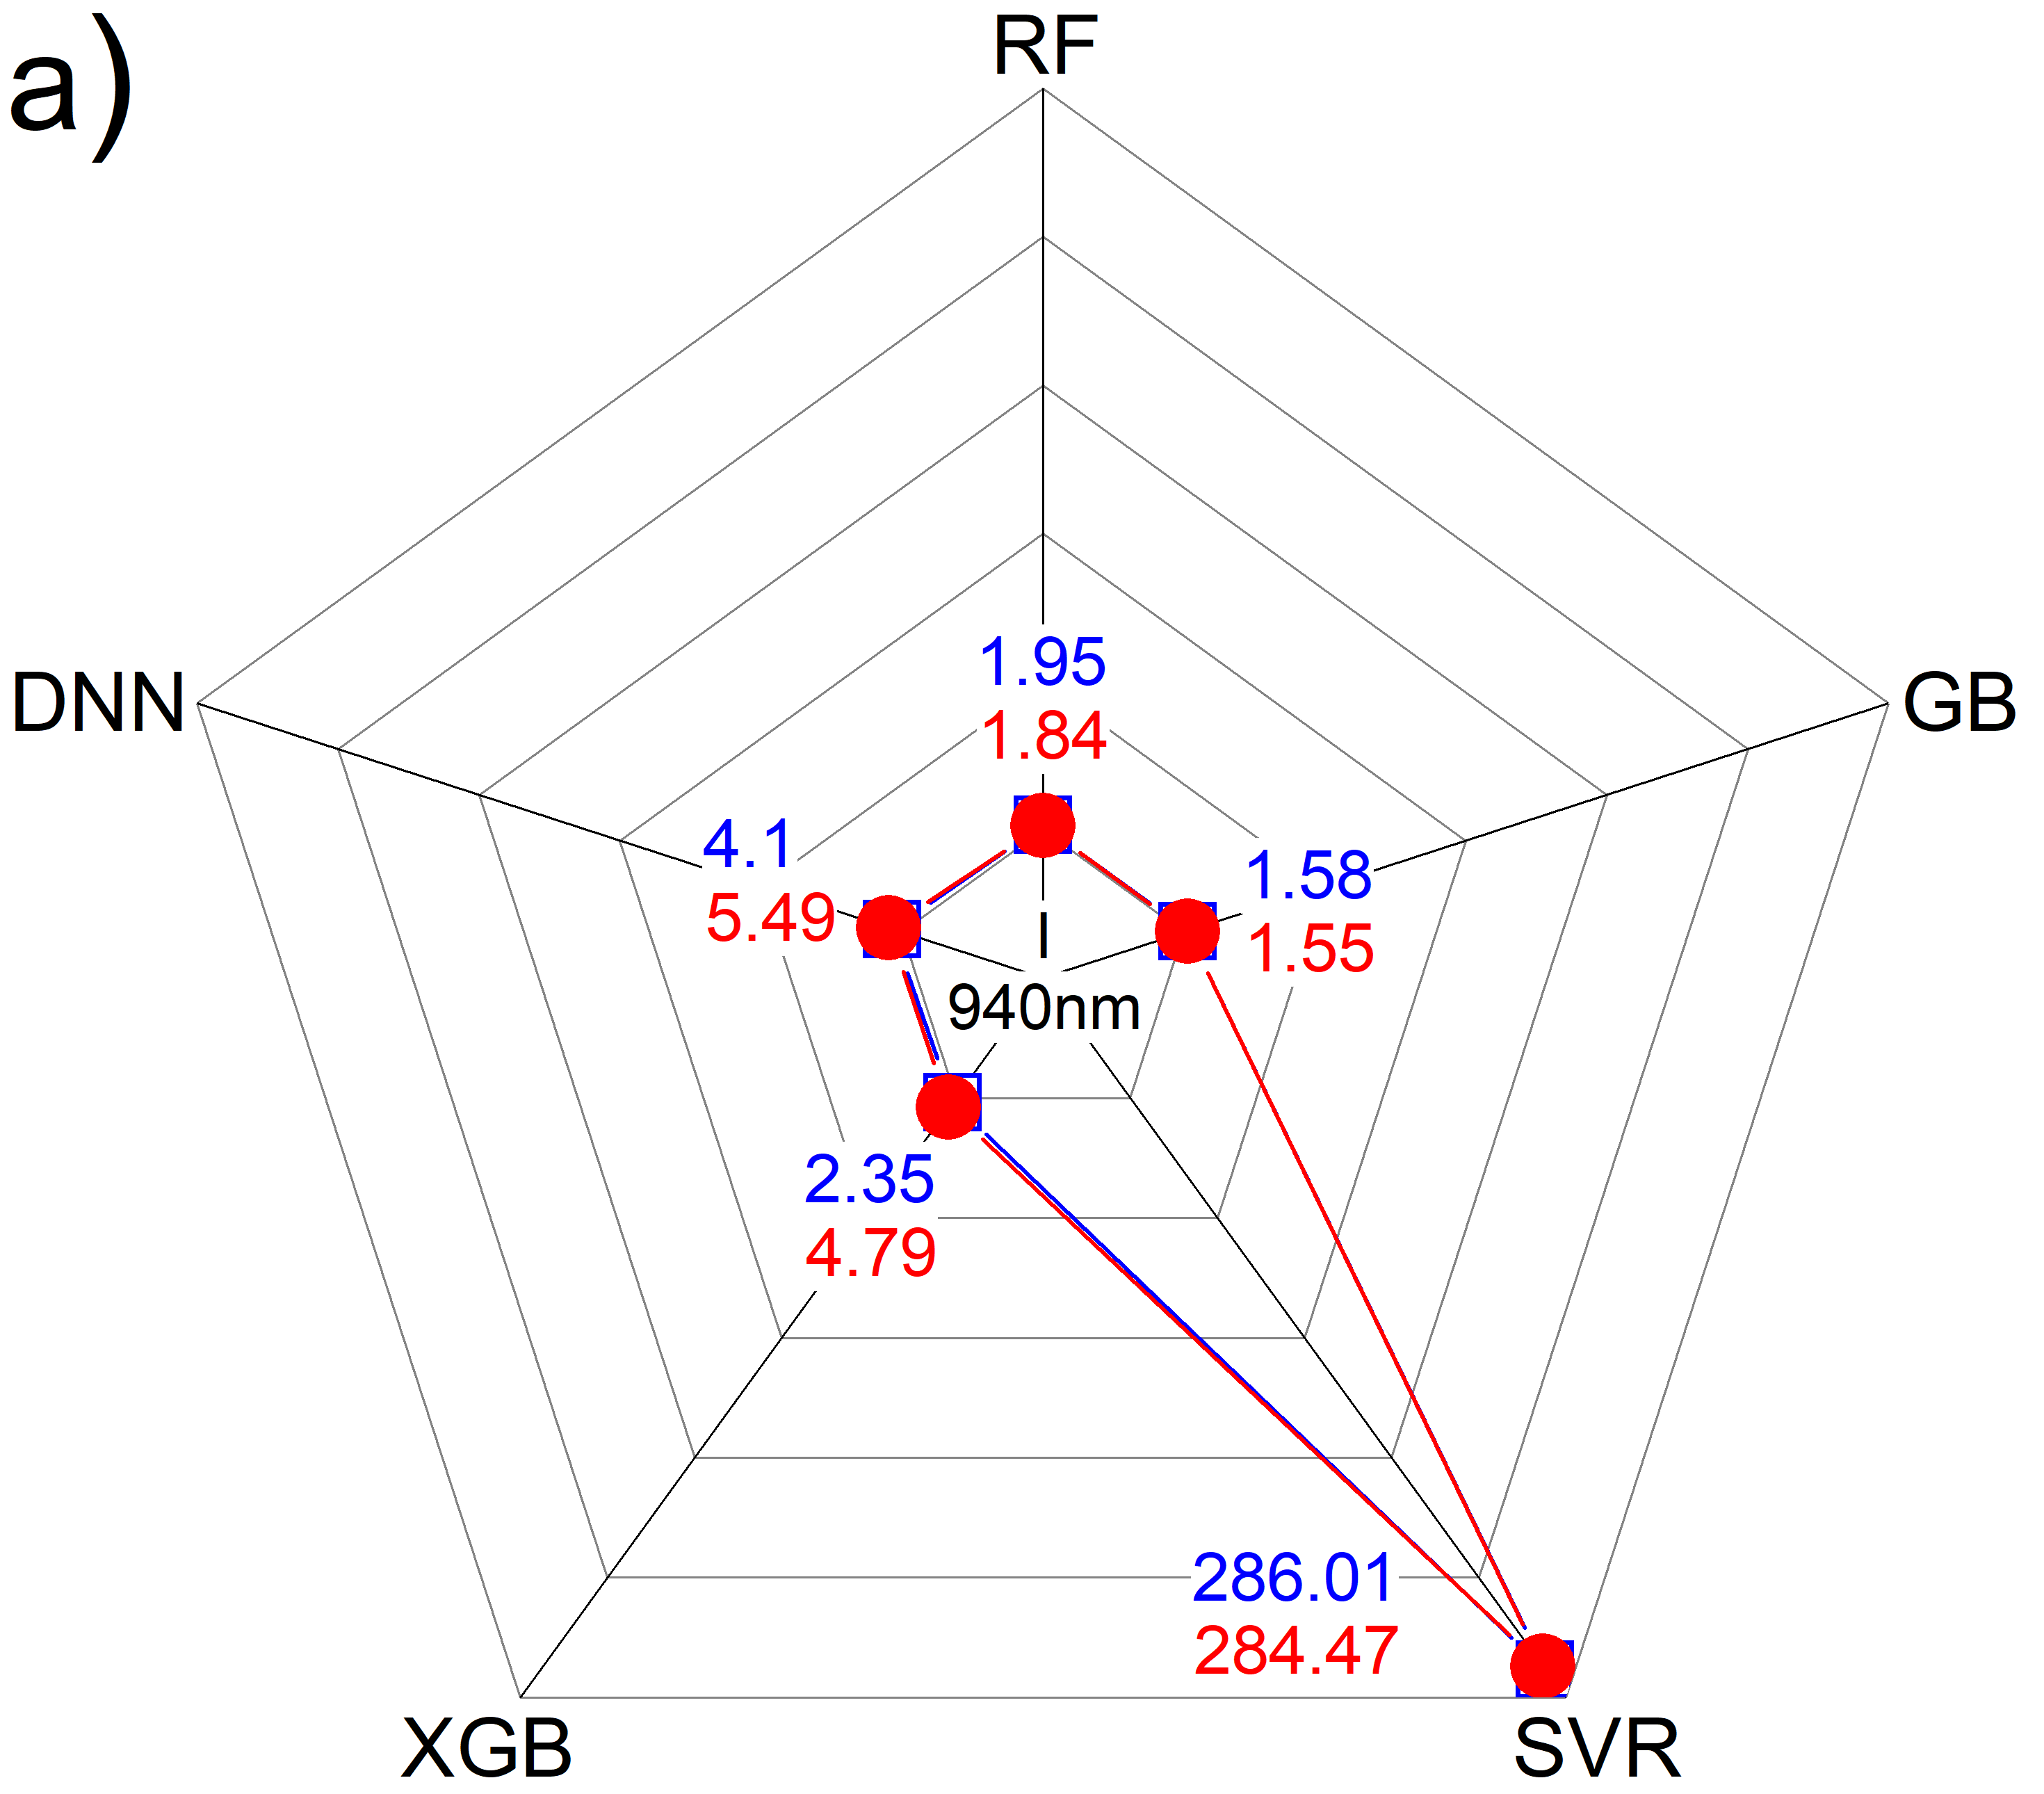 a)
RF
DNN
GB
1.95
1.84
4.1
5.49
1.58
1.55
I
940nm
2.35
4.79
286.01
284.47
XGB
SVR